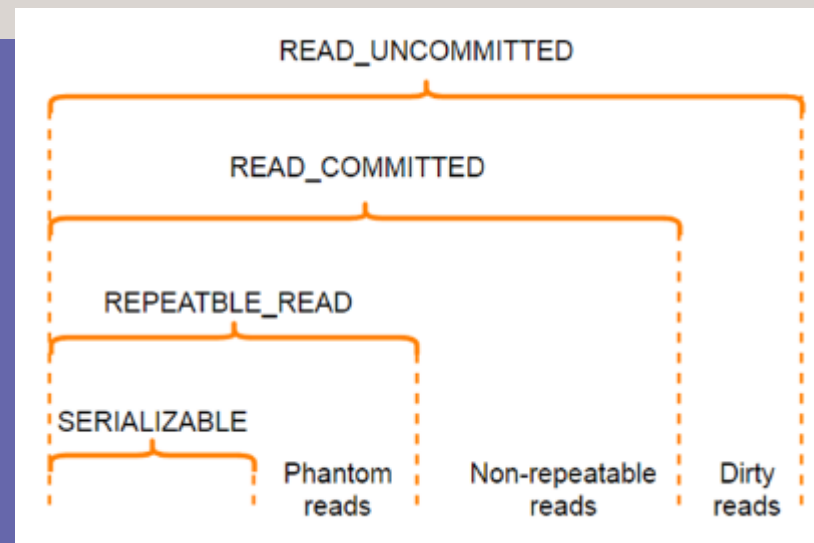 READ_UNCOMMITTED
READ_COMMITTED
REPEATBLE_READ
SERIALIZABLE
Phantom
reads
Non-repeatable
reads
Dirty
reads